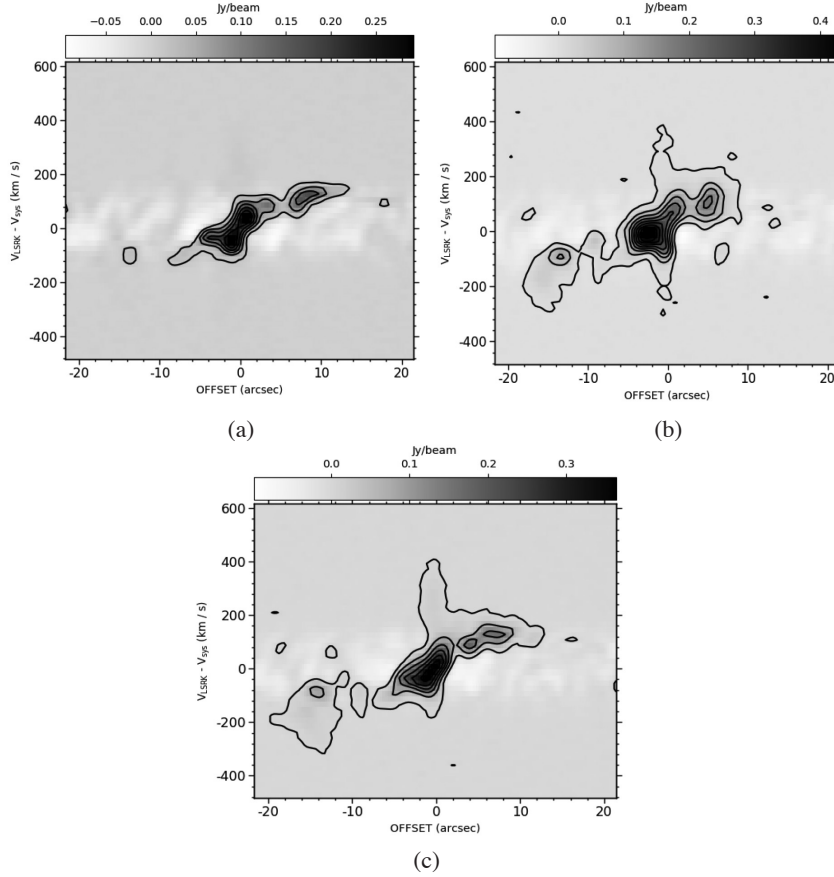 Jy/beam
−0.05 0.00 0.05 0.10 0.15 0.20 0.25
600
400
200
0
-200
-400
V_LSRK - V_sys (km / s)
-20 -10 0 10 20
OFFSET (arcsec)
(a)
Jy/beam
0.0 0.1 0.2 0.3 0.4
600
400
200
0
-200
-400
V_LSRK - V_sys (km / s)
-20 -10 0 10 20
OFFSET (arcsec)
(b)
Jy/beam
0.0 0.1 0.2 0.3
600
400
200
0
-200
-400
V_LSRK - V_sys (km / s)
-20 -10 0 10 20
OFFSET (arcsec)
(c)